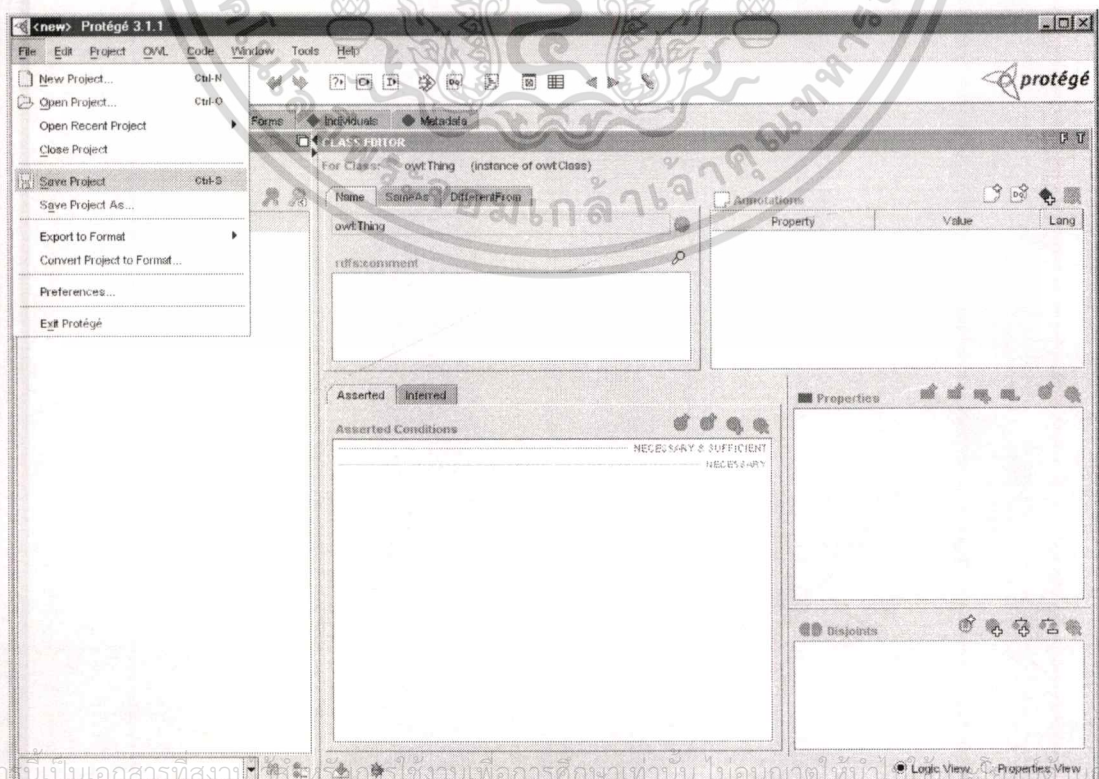 <new> Protégé 3.1.1
File Edit Project OWL Code Window Tools Help
New Project... Ctrl-N
Open Project... Ctrl-O
Open Recent Project
Close Project
Save Project Ctrl-S
Save Project As...
Export to Format
Convert Project to Format...
Preferences...
Exit Protégé
protégé
Forms Individuals Metadata
CLASS EDITOR
For Class: owl:Thing (instance of owl:Class)
Name SameAs DifferentFrom
owl:Thing
rdfs:comment
Annotations
Property Value Lang
Asserted Inferred
Asserted Conditions
NECESSARY & SUFFICIENT
NECESSARY
Properties
Disjoints
Logic View Properties View